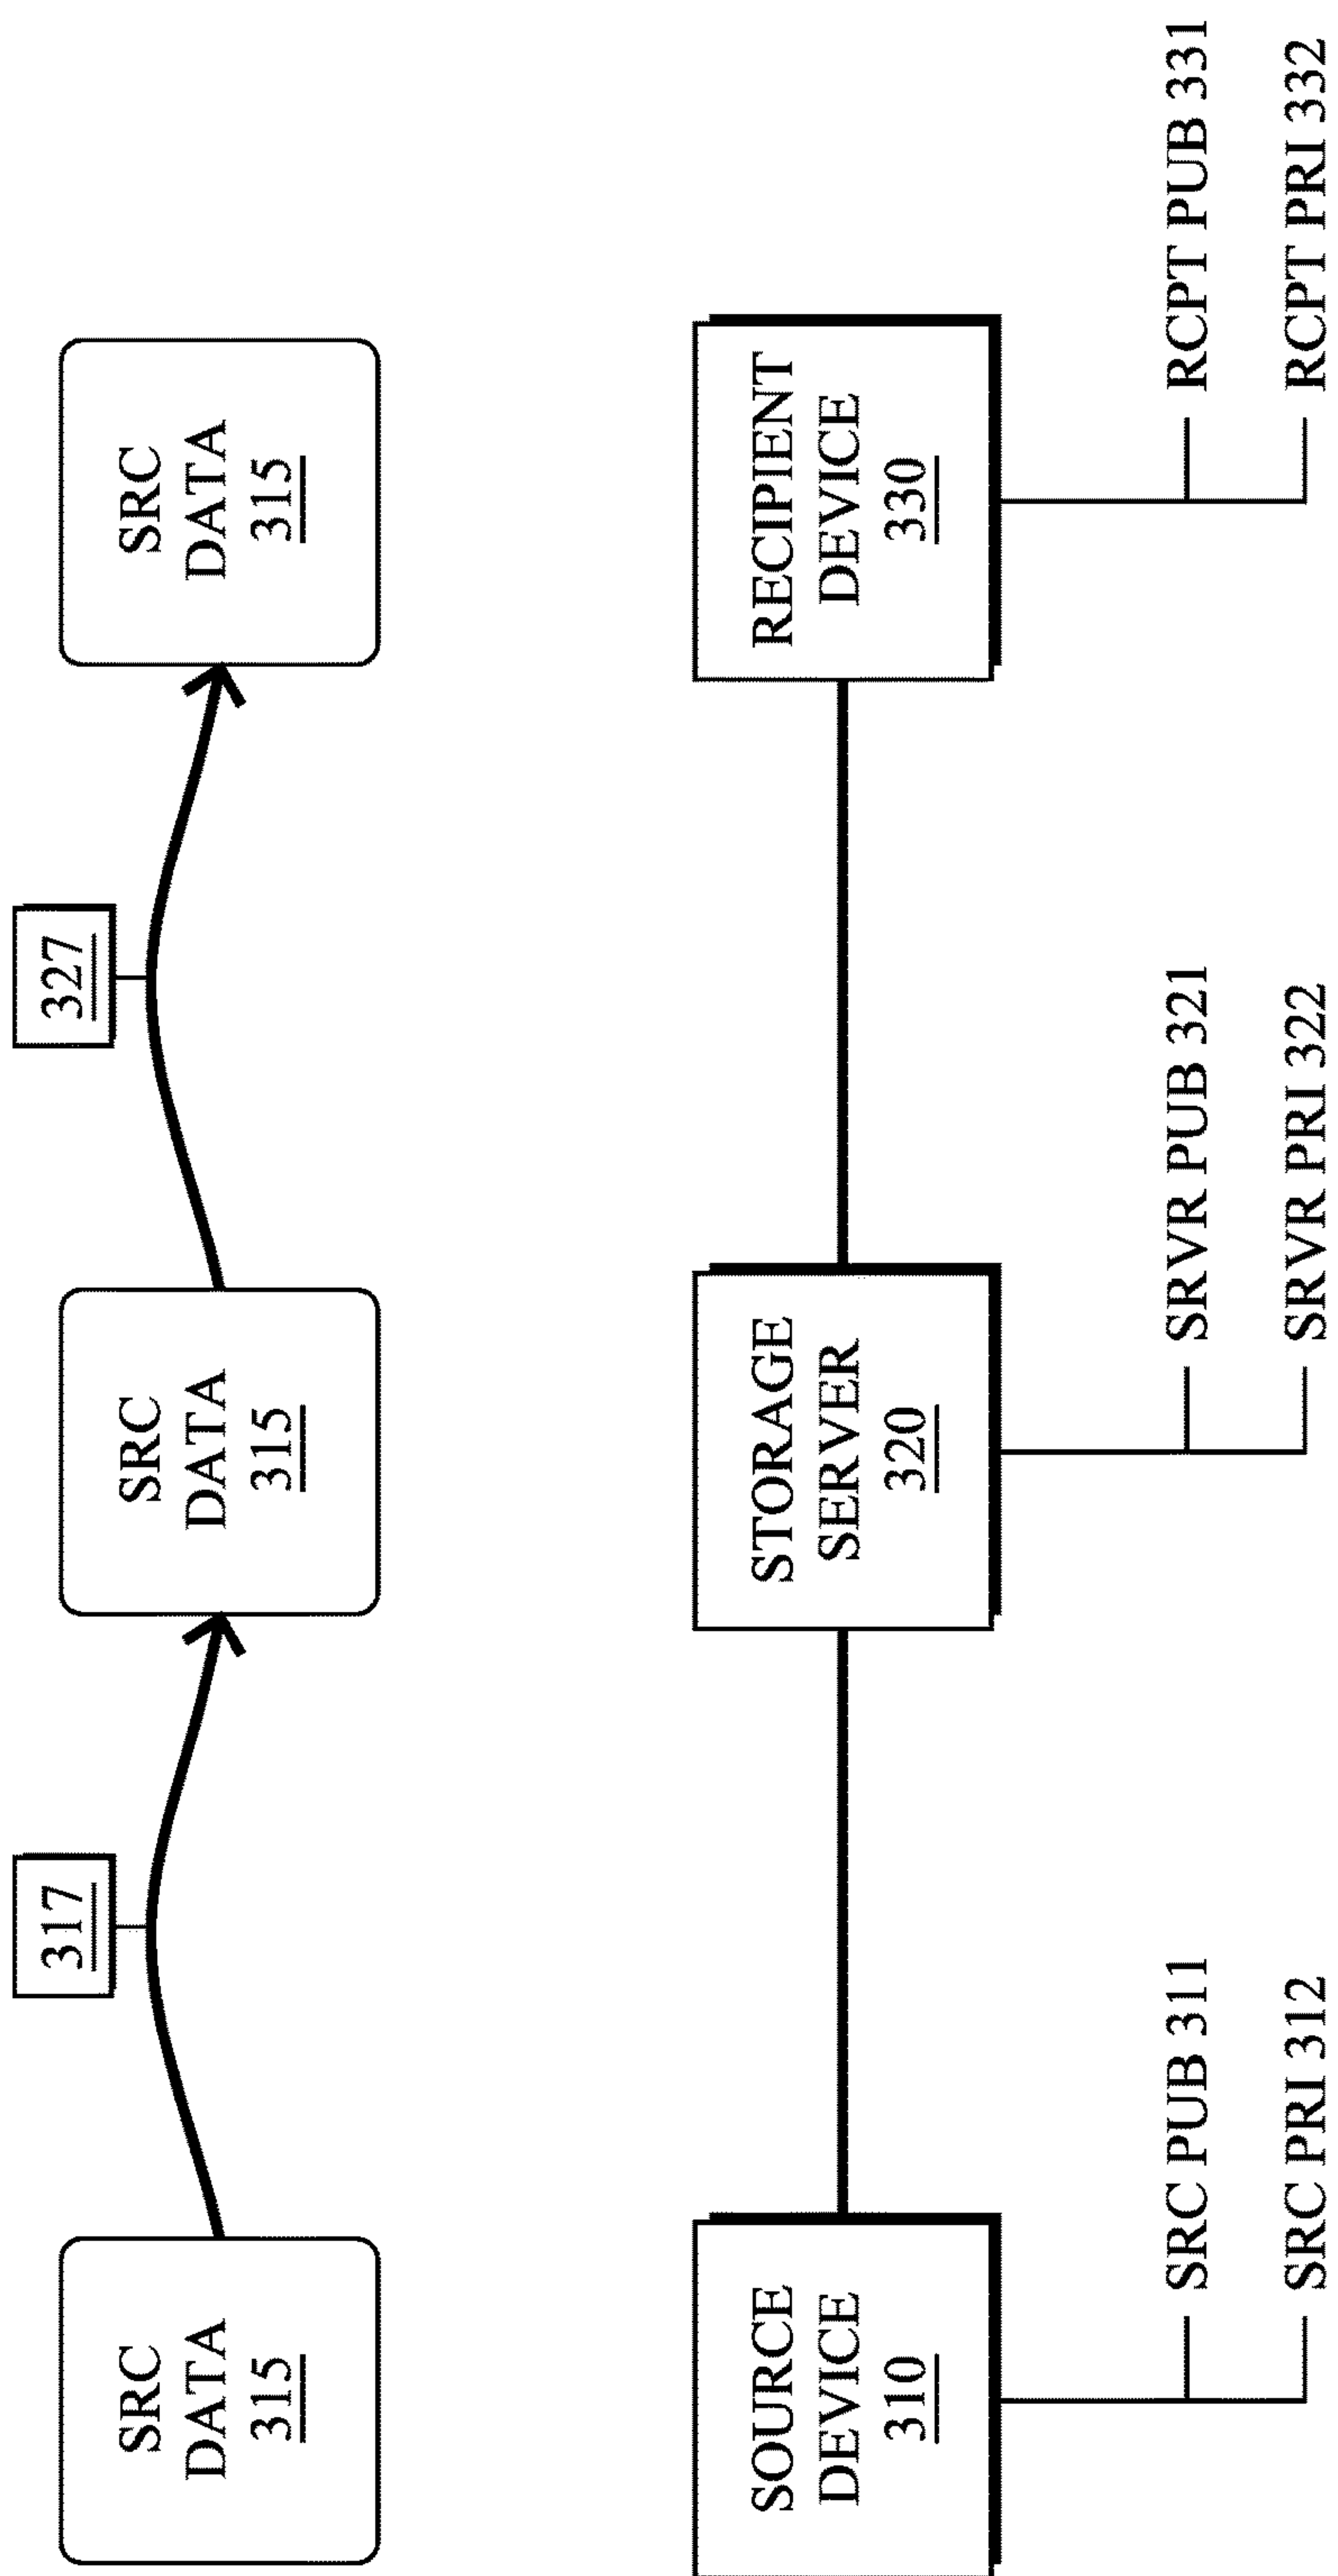 317
327
SRC
DATA
315
SRC
DATA
315
SRC
DATA
315
SOURCE
DEVICE
310
STORAGE
SERVER
320
RECIPIENT
DEVICE
330
SRC PUB 311
SRC PRI 312
SRVR PUB 321
SRVR PRI 322
RCPT PUB 331
RCPT PRI 332